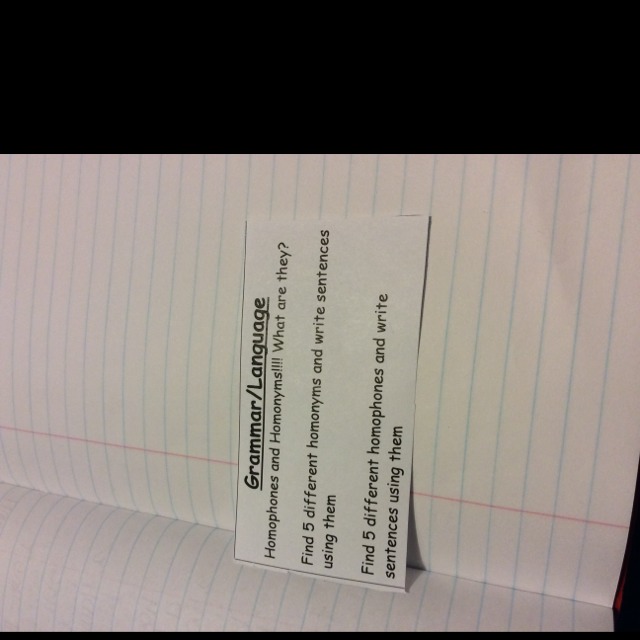 Grammar/Language
Homophones and Homonyms!!!! What are they?
Find 5 different homonyms and write sentences
using them
Find 5 different homophones and write
sentences using them